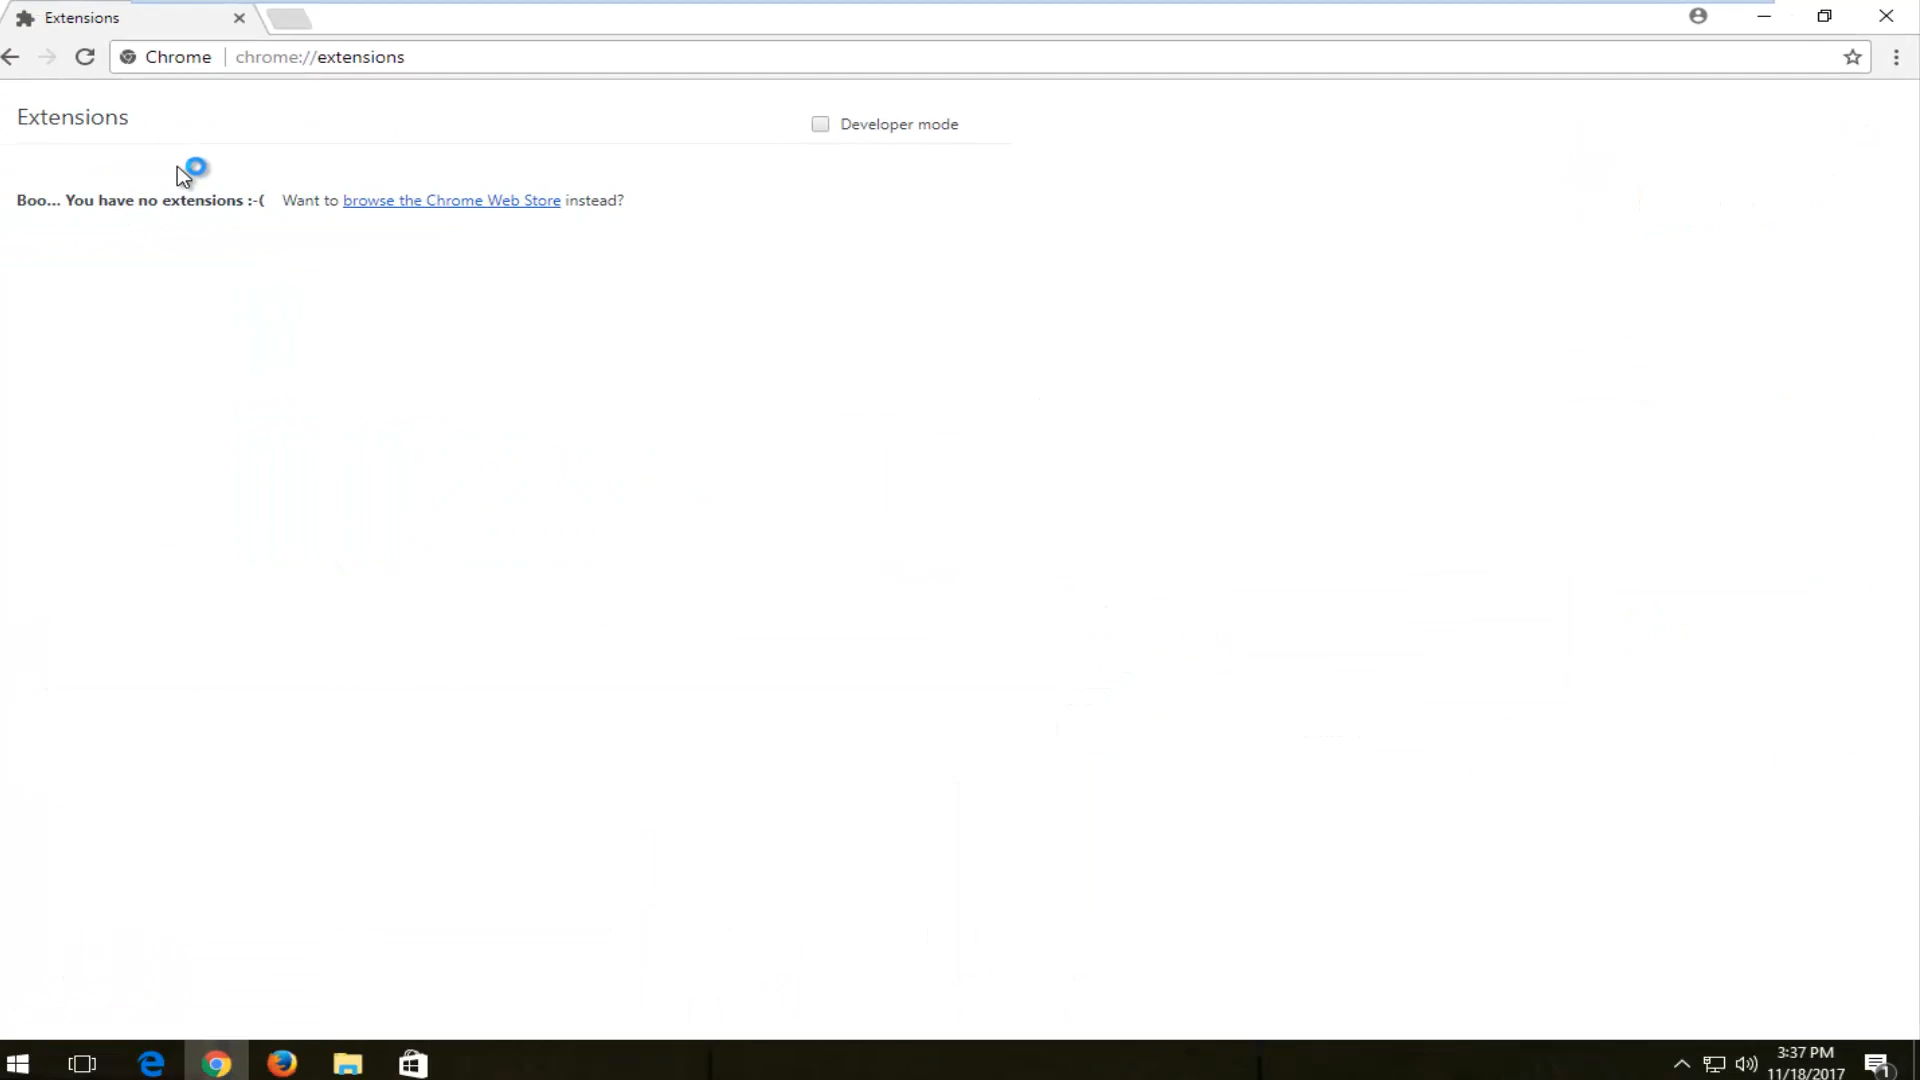 Extensions
Chrome chrome://extensions
Extensions
Developer mode
Boo... You have no extensions :-( Want to browse the Chrome Web Store instead?
3:37 PM
11/18/2017
1